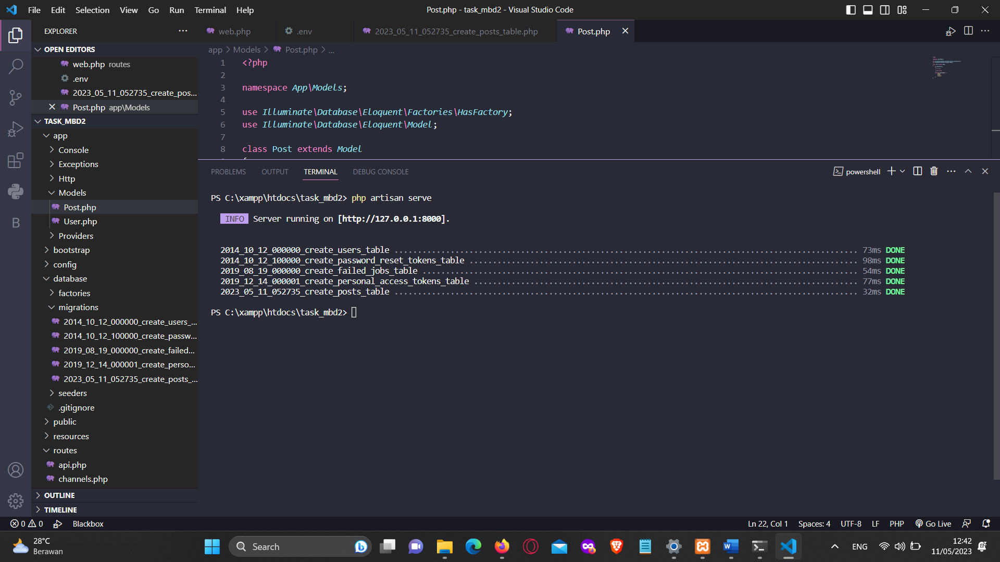 File Edit Selection View Go Run Terminal Help
Post.php - task_mbd2 - Visual Studio Code
EXPLORER
OPEN EDITORS
web.php routes
.env
2023_05_11_052735_create_pos...
Post.php app\Models
TASK_MBD2
app
Console
Exceptions
Http
Models
Post.php
User.php
Providers
bootstrap
config
database
factories
migrations
2014_10_12_000000_create_users_...
2014_10_12_100000_create_passw...
2019_08_19_000000_create_failed...
2019_12_14_000001_create_perso...
2023_05_11_052735_create_posts_...
seeders
.gitignore
public
resources
routes
api.php
channels.php
OUTLINE
TIMELINE
web.php .env 2023_05_11_052735_create_posts_table.php Post.php
app > Models > Post.php > ...
1 <?php
2
3 namespace App\Models;
4
5 use Illuminate\Database\Eloquent\Factories\HasFactory;
6 use Illuminate\Database\Eloquent\Model;
7
8 class Post extends Model
PROBLEMS OUTPUT TERMINAL DEBUG CONSOLE
powershell
PS C:\xampp\htdocs\task_mbd2> php artisan serve
INFO Server running on [http://127.0.0.1:8000].
2014_10_12_000000_create_users_table ................................................................................................... 73ms DONE
2014_10_12_100000_create_password_reset_tokens_table ................................................................................... 98ms DONE
2019_08_19_000000_create_failed_jobs_table ............................................................................................. 54ms DONE
2019_12_14_000001_create_personal_access_tokens_table .................................................................................. 77ms DONE
2023_05_11_052735_create_posts_table ................................................................................................... 32ms DONE
PS C:\xampp\htdocs\task_mbd2>
0 0 Blackbox
Ln 22, Col 1 Spaces: 4 UTF-8 LF PHP Go Live
28°C
Berawan
Search
ENG
12:42
11/05/2023